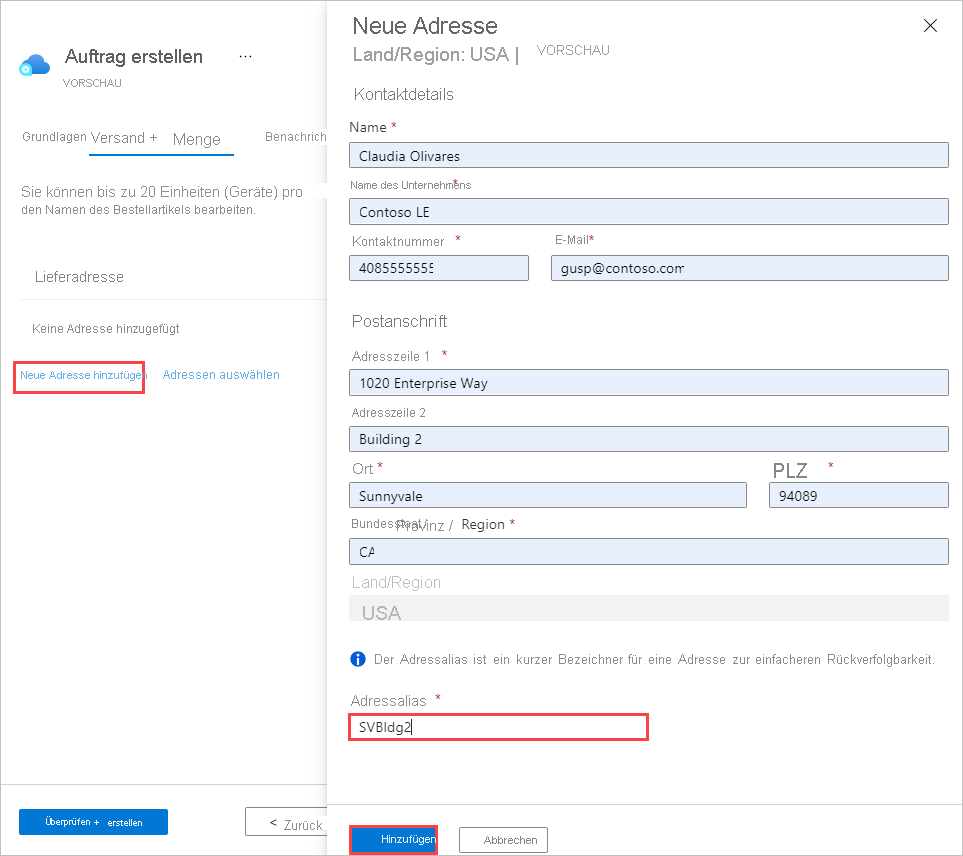 Auftrag erstellen ...
VORSCHAU
Grundlagen Versand + Menge Benachrich
Sie können bis zu 20 Einheiten (Geräte) pro
den Namen des Bestellartikels bearbeiten.
Lieferadresse
Keine Adresse hinzugefügt
Neue Adresse hinzufügen Adressen auswählen
Überprüfen + erstellen
< Zurück
Neue Adresse
Land/Region: USA | VORSCHAU
Kontaktdetails
Name *
Claudia Olivares
Name des Unternehmens *
Contoso LE
Kontaktnummer * E-Mail*
4085555555 gusp@contoso.com
Postanschrift
Adresszeile 1 *
1020 Enterprise Way
Adresszeile 2
Building 2
Ort * PLZ *
Sunnyvale 94089
Bundesstaat/ Provinz / Region *
CA
Land/Region
USA
Der Adressalias ist ein kurzer Bezeichner für eine Adresse zur einfacheren Rückverfolgbarkeit.
Adressalias *
SVBldg2
Hinzufügen Abbrechen